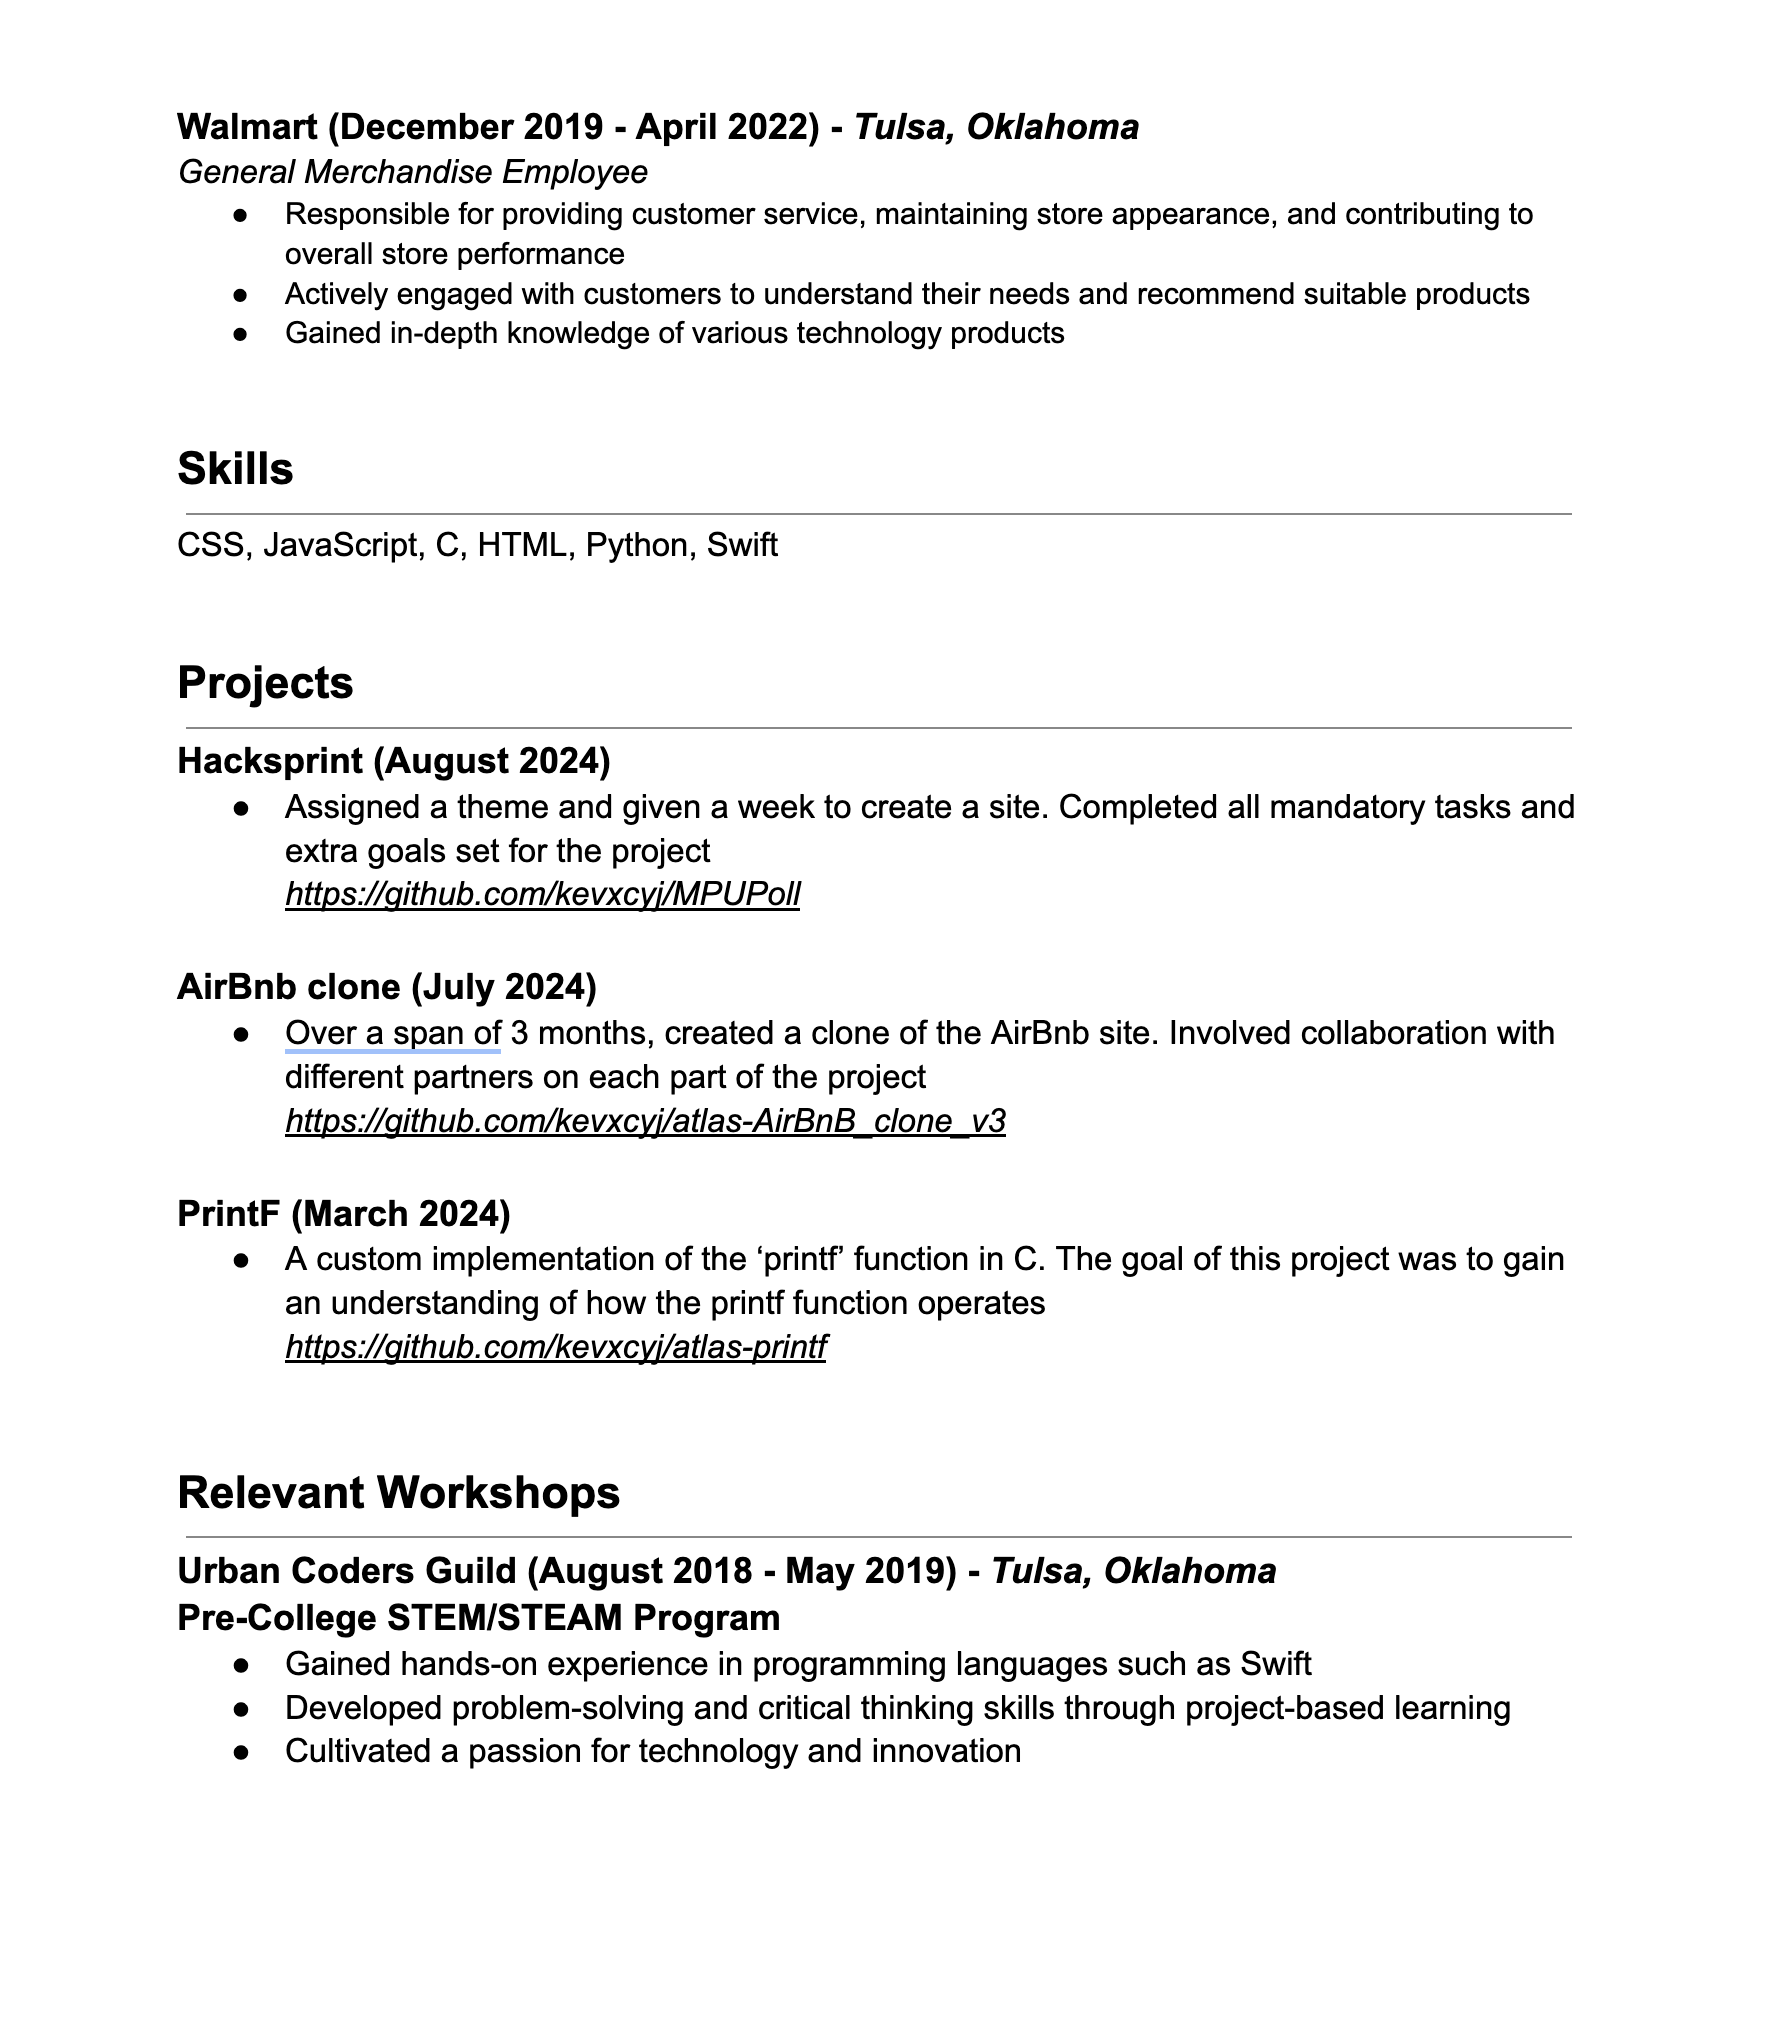 Walmart (December 2019 - April 2022) - Tulsa, Oklahoma
General Merchandise Employee
● Responsible for providing customer service, maintaining store appearance, and contributing to
overall store performance
● Actively engaged with customers to understand their needs and recommend suitable products
● Gained in-depth knowledge of various technology products
Skills
CSS, JavaScript, C, HTML, Python, Swift
Projects
Hacksprint (August 2024)
● Assigned a theme and given a week to create a site. Completed all mandatory tasks and
extra goals set for the project
https://github.com/kevxcyj/MPUPoll
AirBnb clone (July 2024)
● Over a span of 3 months, created a clone of the AirBnb site. Involved collaboration with
different partners on each part of the project
https://github.com/kevxcyj/atlas-AirBnB_clone_v3
PrintF (March 2024)
● A custom implementation of the ‘printf’ function in C. The goal of this project was to gain
an understanding of how the printf function operates
https://github.com/kevxcyj/atlas-printf
Relevant Workshops
Urban Coders Guild (August 2018 - May 2019) - Tulsa, Oklahoma
Pre-College STEM/STEAM Program
● Gained hands-on experience in programming languages such as Swift
● Developed problem-solving and critical thinking skills through project-based learning
● Cultivated a passion for technology and innovation